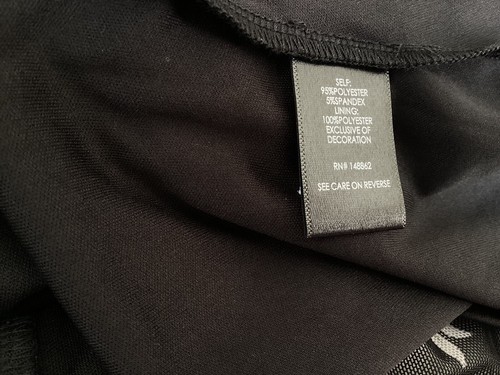 SELF:
95%POLYESTER
5%SPANDEX
LINING:
100%POLYESTER
EXCLUSIVE OF
DECORATION
RN# 148862
SEE CARE ON REVERSE